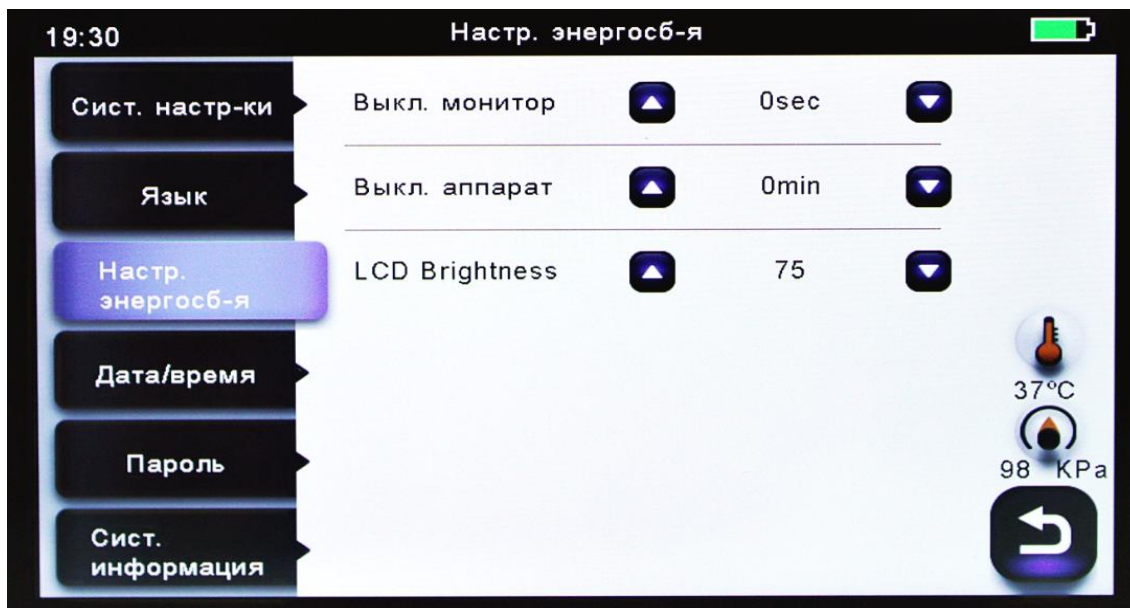 19:30 Настр. энергосб-я
Сист. настр-ки
Выкл. монитор 0sec
Язык
Выкл. аппарат 0min
Настр.
энергосб-я
LCD Brightness 75
Дата/время
37°C
Пароль
98 KPa
Сист.
информация